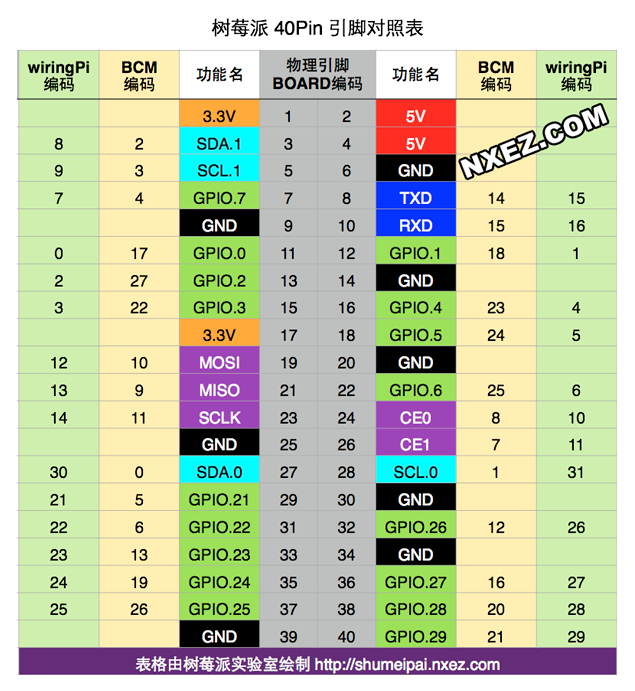 树莓派 40Pin 引脚对照表
wiringPi 编码 BCM 编码 功能名 物理引脚 BOARD编码 功能名 BCM 编码 wiringPi 编码
3.3V 1 2 5V
8 2 SDA.1 3 4 5V
9 3 SCL.1 5 6 GND
7 4 GPIO.7 7 8 TXD 14 15
GND 9 10 RXD 15 16
0 17 GPIO.0 11 12 GPIO.1 18 1
2 27 GPIO.2 13 14 GND
3 22 GPIO.3 15 16 GPIO.4 23 4
3.3V 17 18 GPIO.5 24 5
12 10 MOSI 19 20 GND
13 9 MISO 21 22 GPIO.6 25 6
14 11 SCLK 23 24 CE0 8 10
GND 25 26 CE1 7 11
30 0 SDA.0 27 28 SCL.0 1 31
21 5 GPIO.21 29 30 GND
22 6 GPIO.22 31 32 GPIO.26 12 26
23 13 GPIO.23 33 34 GND
24 19 GPIO.24 35 36 GPIO.27 16 27
25 26 GPIO.25 37 38 GPIO.28 20 28
GND 39 40 GPIO.29 21 29
表格由树莓派实验室绘制 http://shumeipai.nxez.com
NXEZ.COM